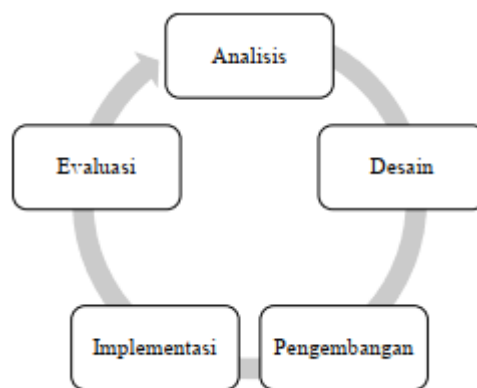 Analisis
Desain
Pengembangan
Implementasi
Evaluasi